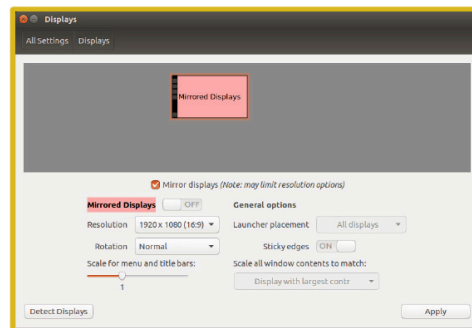 Displays
All Settings Displays
Mirrored Displays
Mirror displays (Note: may limit resolution options)
Mirrored Displays OFF
General options
Resolution 1920 x 1080 (16:9)
Launcher placement All displays
Rotation Normal
Sticky edges ON
Scale for menu and title bars:
Scale all window contents to match:
1
Display with largest contr
Detect Displays
Apply